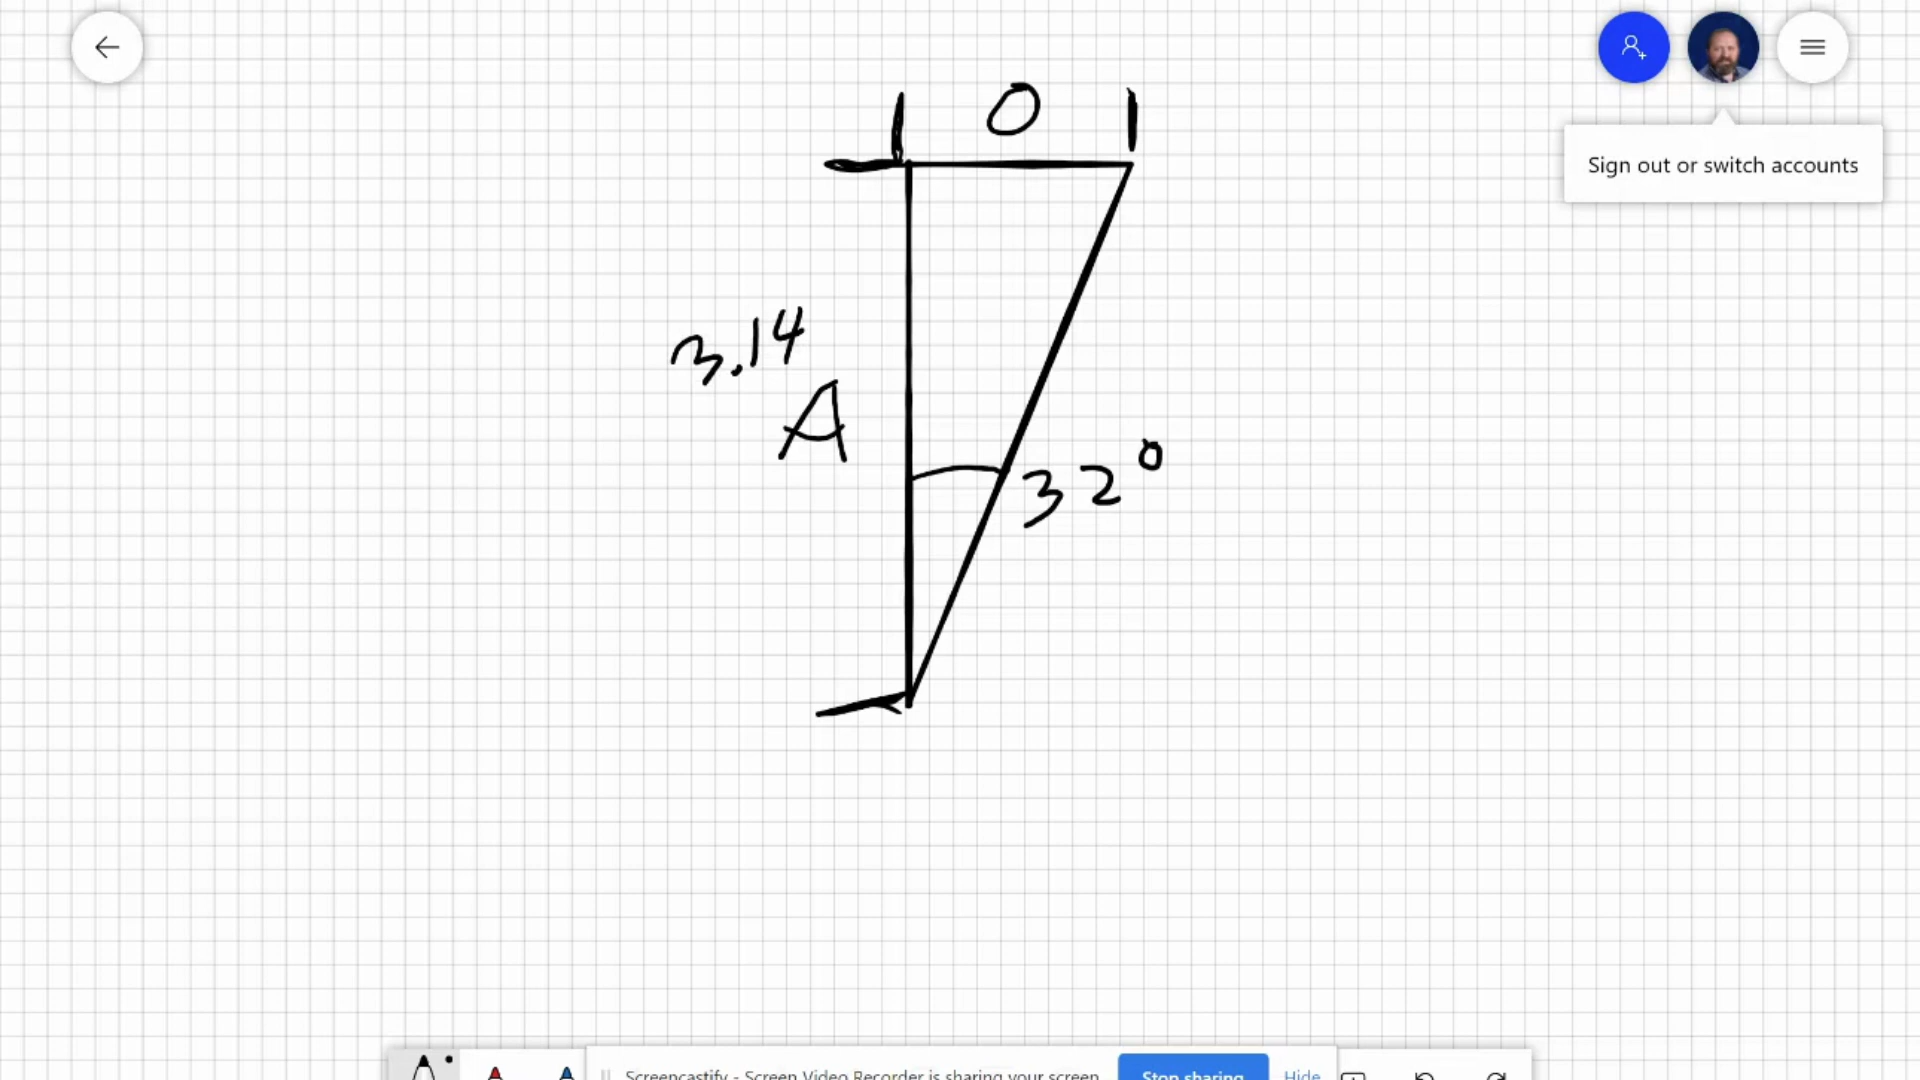 O
Sign out or switch accounts
3.14
A
32°
Screencastify - Screen Video Recorder is sharing your screen.
Stop sharing
Hide